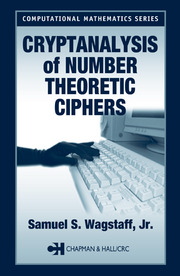 COMPUTATIONAL MATHEMATICS SERIES
CRYPTANALYSIS
of NUMBER
THEORETIC CIPHERS
Samuel S. Wagstaff, Jr.
CHAPMAN & HALL/CRC